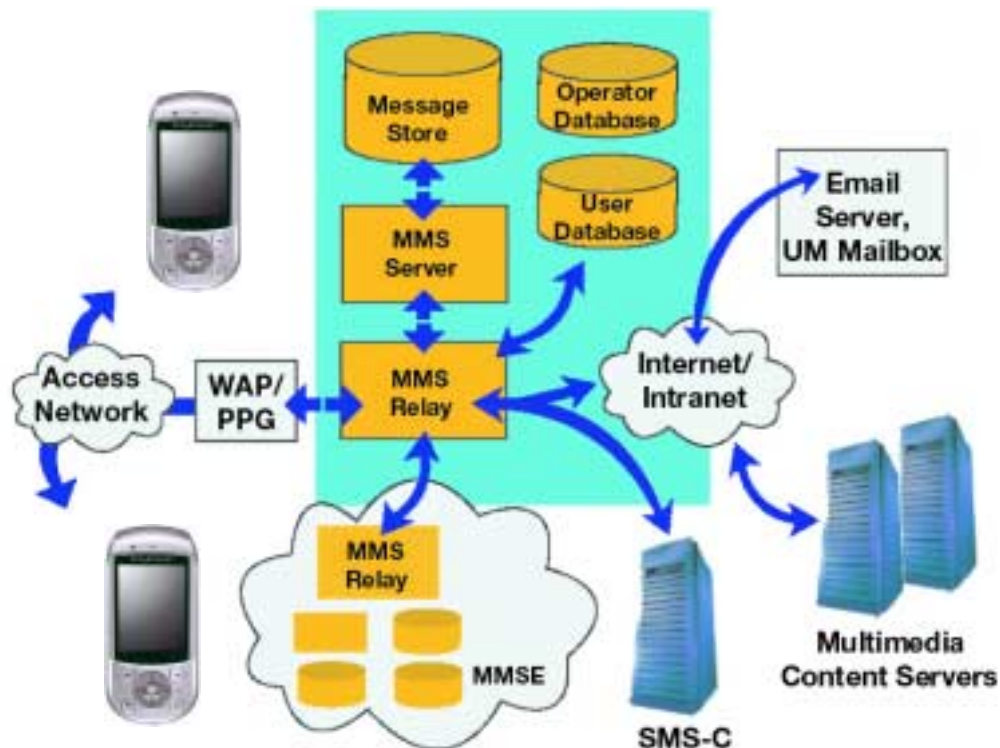 Message
Store
Operator
Database
User
Database
Email
Server,
UM Mailbox
MMS
Server
Access
Network
WAP/
PPG
MMS
Relay
Internet/
Intranet
MMS
Relay
MMSE
SMS-C
Multimedia
Content Servers